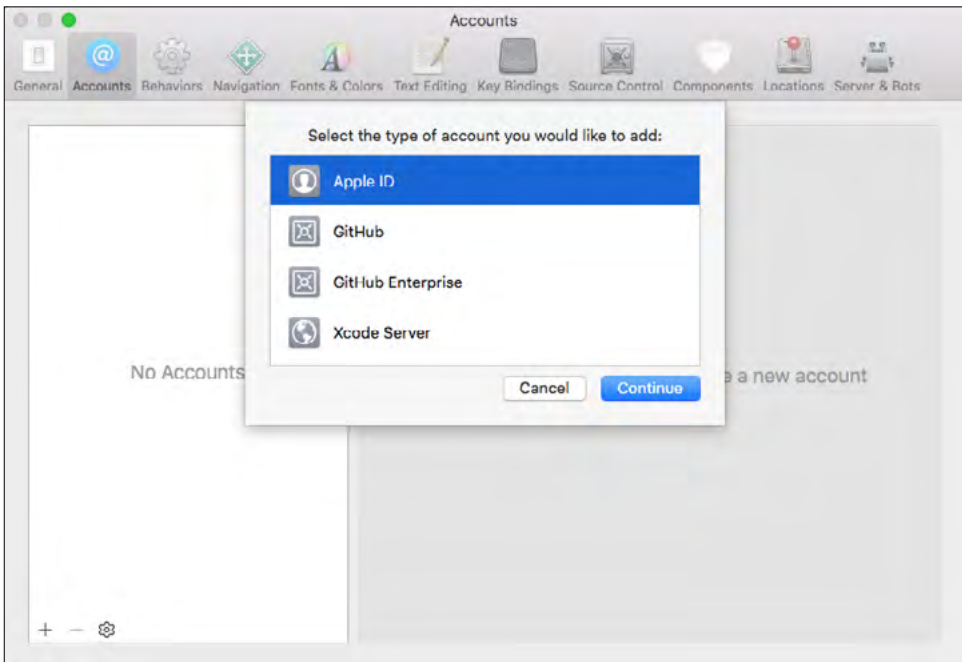 Accounts
General Accounts Behaviors Navigation Fonts & Colors Text Editing Key Bindings Source Control Components Locations Server & Bots
Select the type of account you would like to add:
Apple ID
GitHub
GitHub Enterprise
Xcode Server
No Accounts
a new account
Cancel Continue